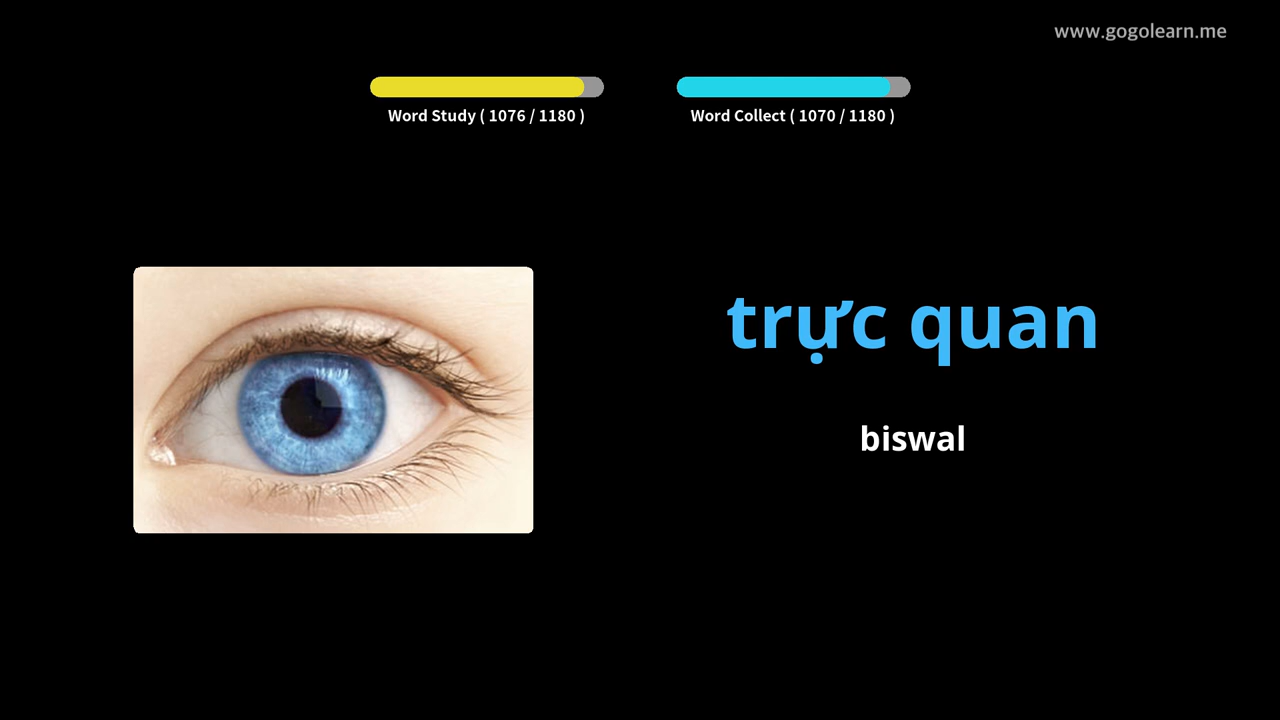 www.gogolearn.me
Word Study ( 1076 / 1180 )
Word Collect ( 1070 / 1180 )
trực quan
biswal